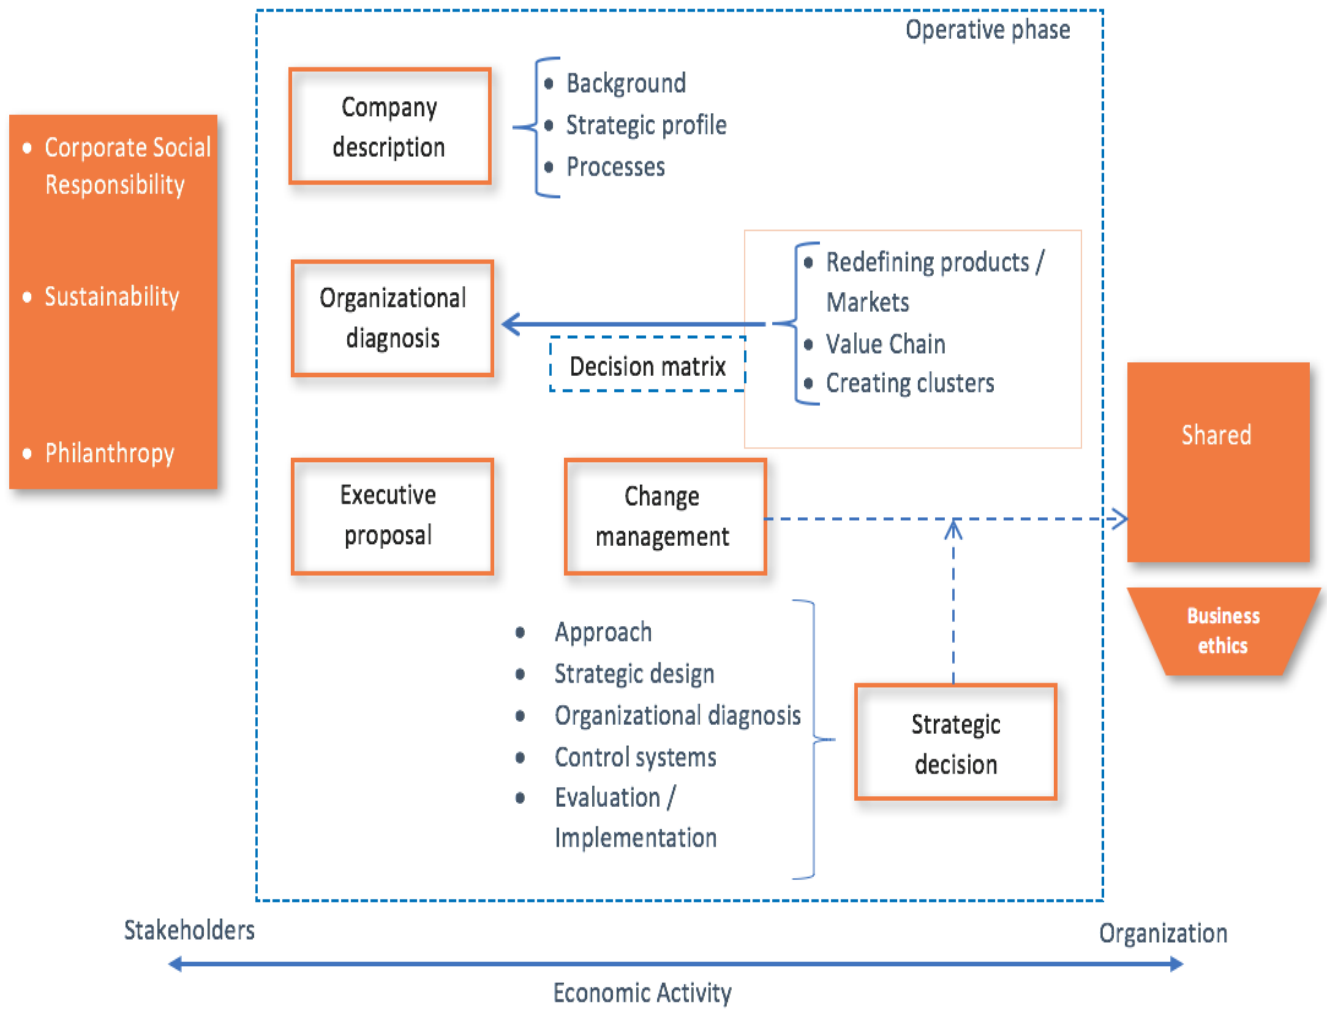 Operative phase
Company
description
• Background
• Strategic profile
• Processes
• Corporate Social
Responsibility
• Sustainability
• Philanthropy
Organizational
diagnosis
Decision matrix
• Redefining products /
Markets
• Value Chain
• Creating clusters
Executive
proposal
Change
management
Shared
Business
ethics
• Approach
• Strategic design
• Organizational diagnosis
• Control systems
• Evaluation /
Implementation
Strategic
decision
Stakeholders
Organization
Economic Activity